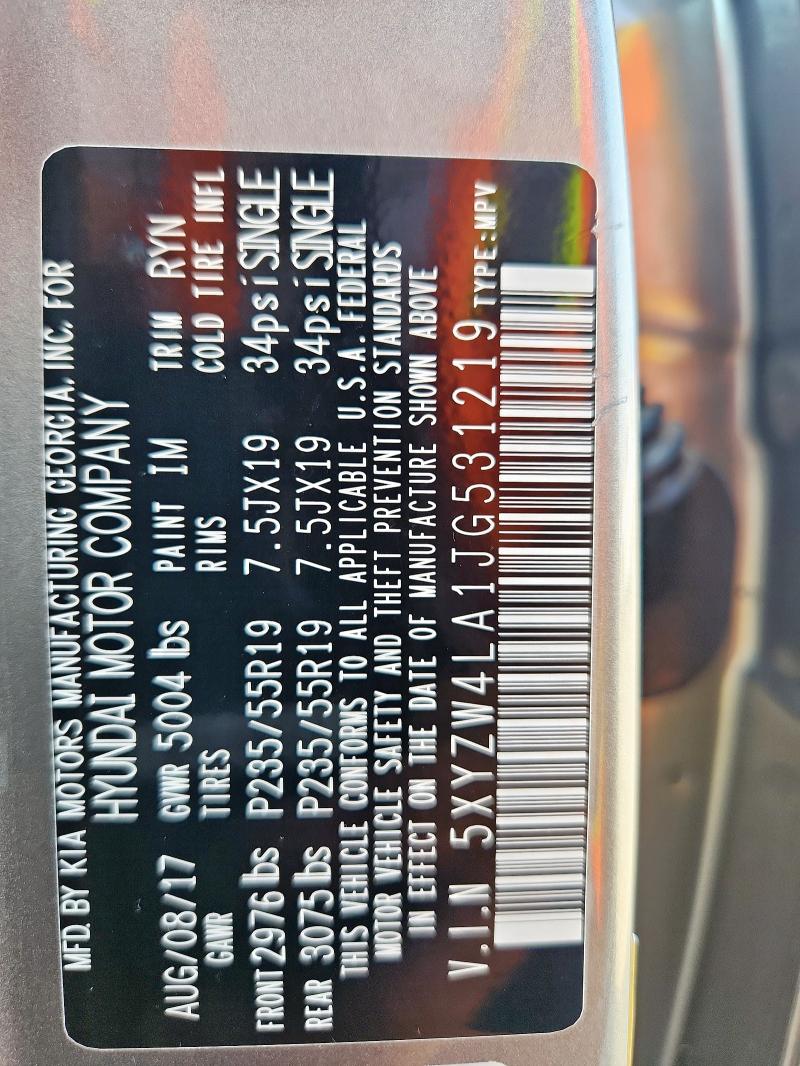 MFD. BY KIA MOTORS MANUFACTURING GEORGIA. INC. FOR
HYUNDAI MOTOR COMPANY
AUG/08/17 GVWR 5004 lbs PAINT IM TRIM RYN
GAWR TIRES RIMS COLD TIRE INFL
FRONT 2976 lbs P235/55R19 7.5JX19 34psi SINGLE
REAR 3075 lbs P235/55R19 7.5JX19 34psi SINGLE
THIS VEHICLE CONFORMS TO ALL APPLICABLE U.S.A. FEDERAL
MOTOR VEHICLE SAFETY AND THEFT PREVENTION STANDARDS
IN EFFECT ON THE DATE OF MANUFACTURE SHOWN ABOVE
V.I.N 5XYZW4LA1JG531219 TYPE:MPV